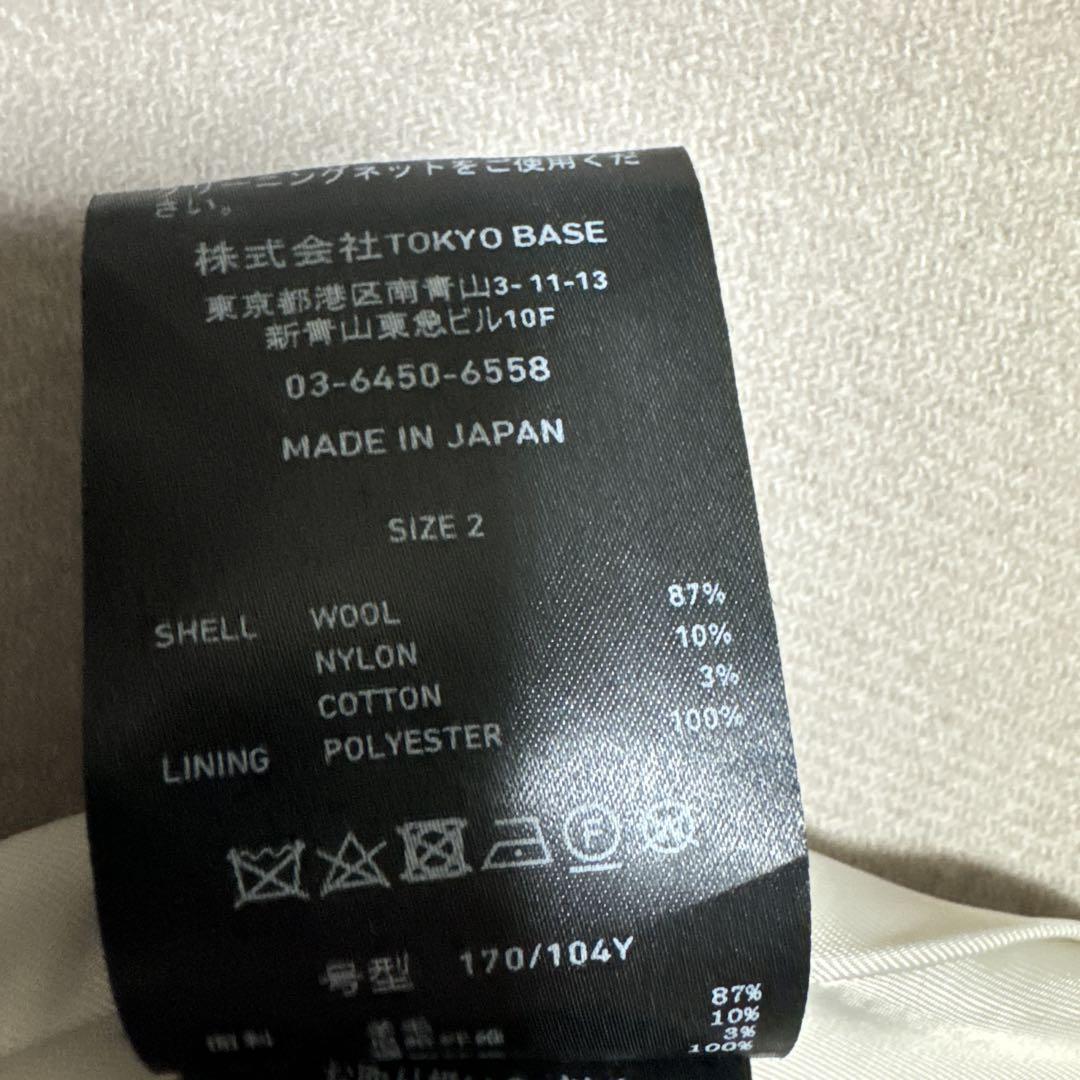 クリーニングネットをご使用くだ
さい。
株式会社TOKYO BASE
東京都港区南青山3-11-13
新青山東急ビル10F
03-6450-6558
MADE IN JAPAN
SIZE 2
SHELL WOOL 87%
NYLON 10%
COTTON 3%
LINING POLYESTER 100%
F
号型 170/104Y
面料 87%
10%
3%
100%